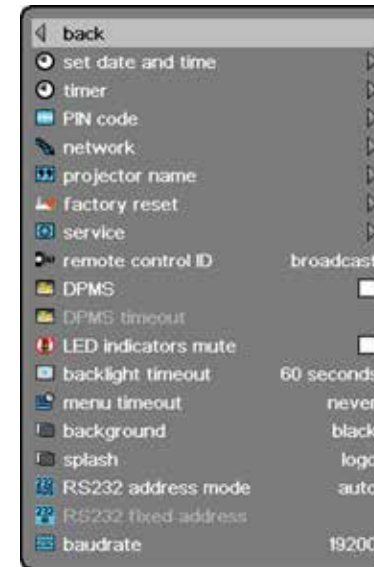 back
set date and time
timer
PIN code
network
projector name
factory reset
service
remote control ID broadcast
DPMS
DPMS timeout
LED indicators mute
backlight timeout 60 seconds
menu timeout never
background black
splash logo
RS232 address mode auto
RS232 fixed address
baudrate 19200